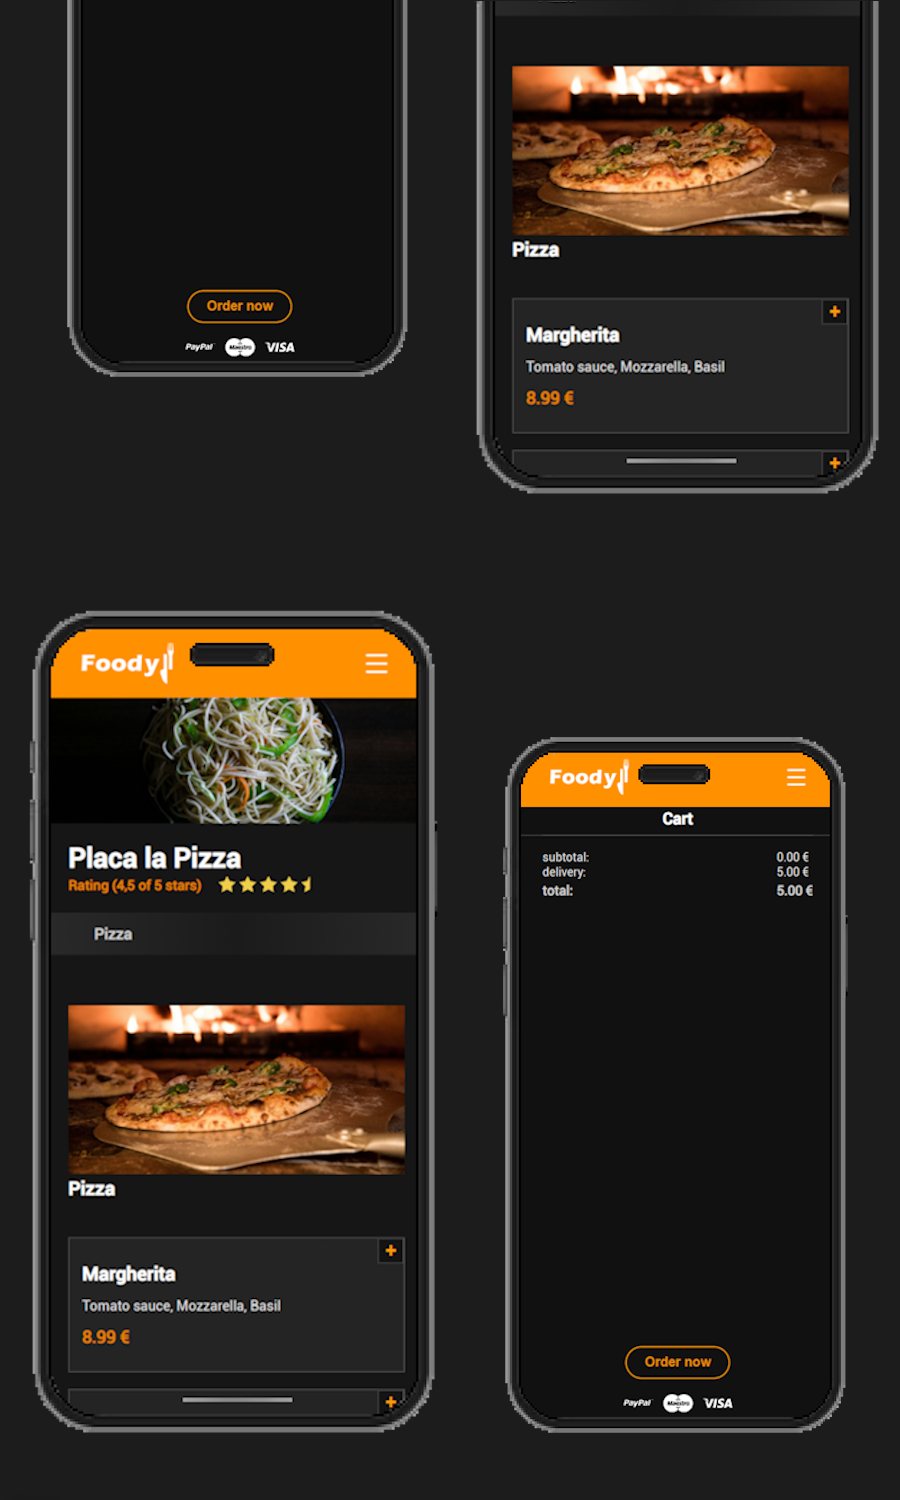 Order now
PayPal Maestro VISA
Pizza
Margherita
Tomato sauce, Mozzarella, Basil
8.99 €
Foody
Placa la Pizza
Rating (4,5 of 5 stars)
Pizza
Pizza
Margherita
Tomato sauce, Mozzarella, Basil
8.99 €
Foody
Cart
subtotal: 0.00 €
delivery: 5.00 €
total: 5.00 €
Order now
PayPal Maestro VISA